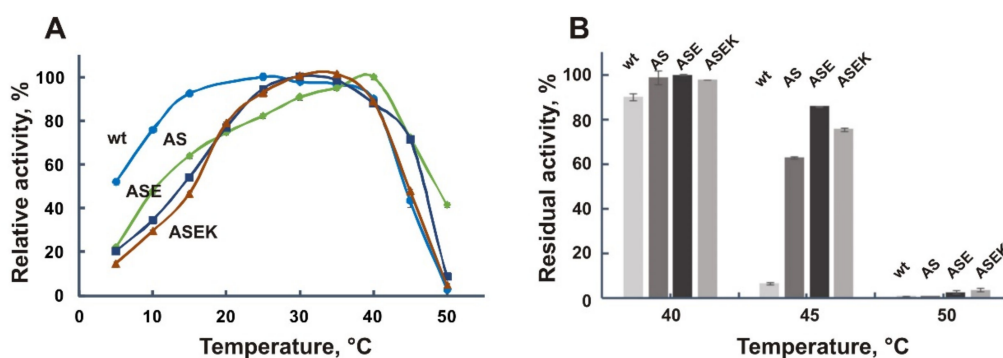 A
Relative activity, %
120
100
80
60
40
20
0
wt
AS
ASE
ASEK
0 10 20 30 40 50
Temperature, °C
B
Residual activity, %
100
80
60
40
20
0
wt AS ASE ASEK
wt AS ASE ASEK
wt AS ASE ASEK
40 45 50
Temperature, °C